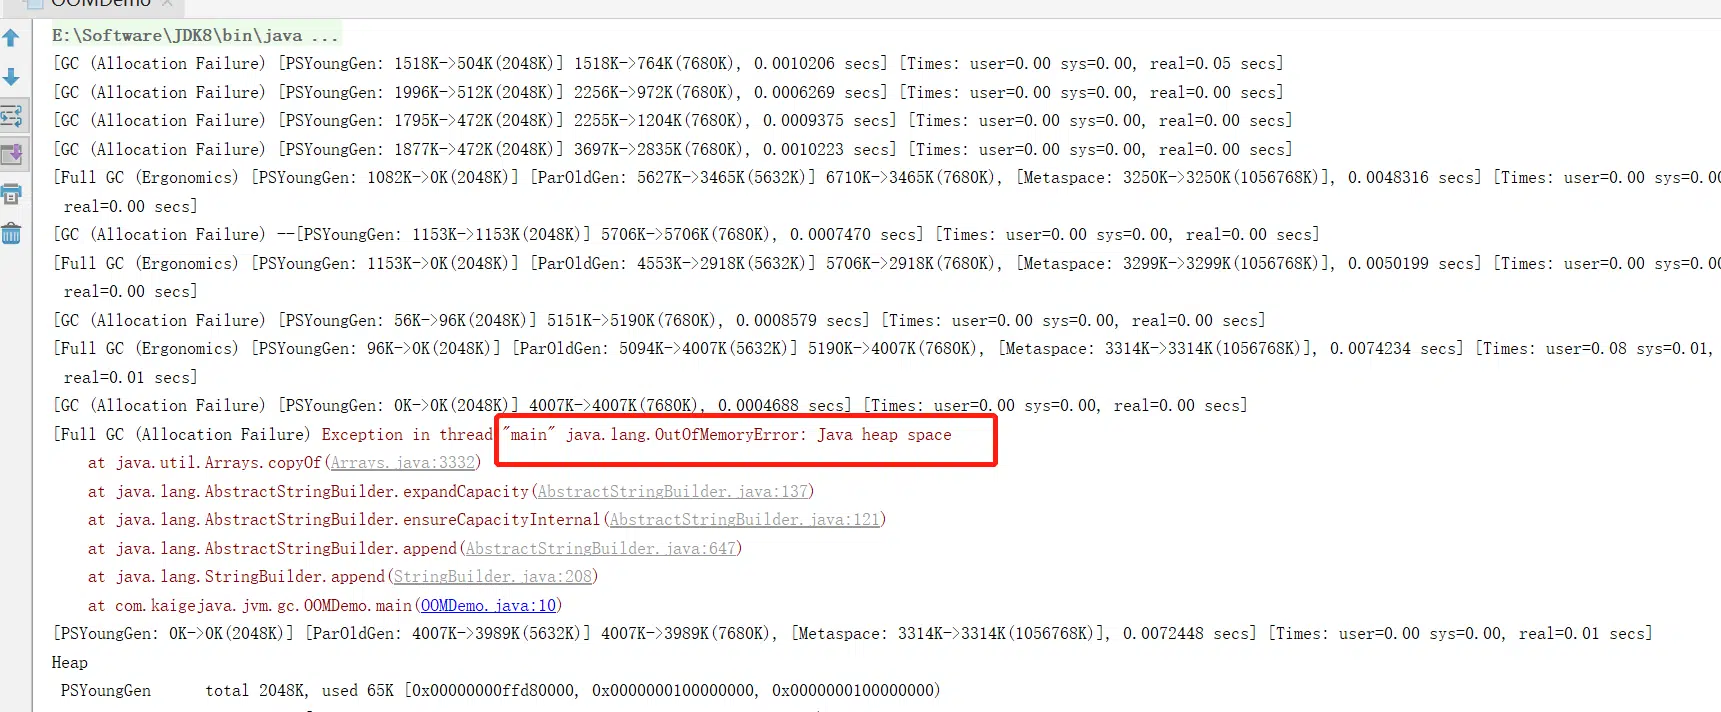 OOMDemo
E:\Software\JDK8\bin\java ...
[GC (Allocation Failure) [PSYoungGen: 1518K->504K(2048K)] 1518K->764K(7680K), 0.0010206 secs] [Times: user=0.00 sys=0.00, real=0.05 secs]
[GC (Allocation Failure) [PSYoungGen: 1996K->512K(2048K)] 2256K->972K(7680K), 0.0006269 secs] [Times: user=0.00 sys=0.00, real=0.00 secs]
[GC (Allocation Failure) [PSYoungGen: 1795K->472K(2048K)] 2255K->1204K(7680K), 0.0009375 secs] [Times: user=0.00 sys=0.00, real=0.00 secs]
[GC (Allocation Failure) [PSYoungGen: 1877K->472K(2048K)] 3697K->2835K(7680K), 0.0010223 secs] [Times: user=0.00 sys=0.00, real=0.00 secs]
[Full GC (Ergonomics) [PSYoungGen: 1082K->0K(2048K)] [ParOldGen: 5627K->3465K(5632K)] 6710K->3465K(7680K), [Metaspace: 3250K->3250K(1056768K)], 0.0048316 secs] [Times: user=0.00 sys=0.00
real=0.00 secs]
[GC (Allocation Failure) --[PSYoungGen: 1153K->1153K(2048K)] 5706K->5706K(7680K), 0.0007470 secs] [Times: user=0.00 sys=0.00, real=0.00 secs]
[Full GC (Ergonomics) [PSYoungGen: 1153K->0K(2048K)] [ParOldGen: 4553K->2918K(5632K)] 5706K->2918K(7680K), [Metaspace: 3299K->3299K(1056768K)], 0.0050199 secs] [Times: user=0.00 sys=0.00
real=0.00 secs]
[GC (Allocation Failure) [PSYoungGen: 56K->96K(2048K)] 5151K->5190K(7680K), 0.0008579 secs] [Times: user=0.00 sys=0.00, real=0.00 secs]
[Full GC (Ergonomics) [PSYoungGen: 96K->0K(2048K)] [ParOldGen: 5094K->4007K(5632K)] 5190K->4007K(7680K), [Metaspace: 3314K->3314K(1056768K)], 0.0074234 secs] [Times: user=0.08 sys=0.01,
real=0.01 secs]
[GC (Allocation Failure) [PSYoungGen: 0K->0K(2048K)] 4007K->4007K(7680K), 0.0004688 secs] [Times: user=0.00 sys=0.00, real=0.00 secs]
[Full GC (Allocation Failure) Exception in thread "main" java.lang.OutOfMemoryError: Java heap space
at java.util.Arrays.copyOf(Arrays.java:3332)
at java.lang.AbstractStringBuilder.expandCapacity(AbstractStringBuilder.java:137)
at java.lang.AbstractStringBuilder.ensureCapacityInternal(AbstractStringBuilder.java:121)
at java.lang.AbstractStringBuilder.append(AbstractStringBuilder.java:647)
at java.lang.StringBuilder.append(StringBuilder.java:208)
at com.kaigejava.jvm.gc.OOMDemo.main(OOMDemo.java:10)
[PSYoungGen: 0K->0K(2048K)] [ParOldGen: 4007K->3989K(5632K)] 4007K->3989K(7680K), [Metaspace: 3314K->3314K(1056768K)], 0.0072448 secs] [Times: user=0.00 sys=0.00, real=0.01 secs]
Heap
PSYoungGen total 2048K, used 65K [0x00000000ffd80000, 0x0000000100000000, 0x0000000100000000)